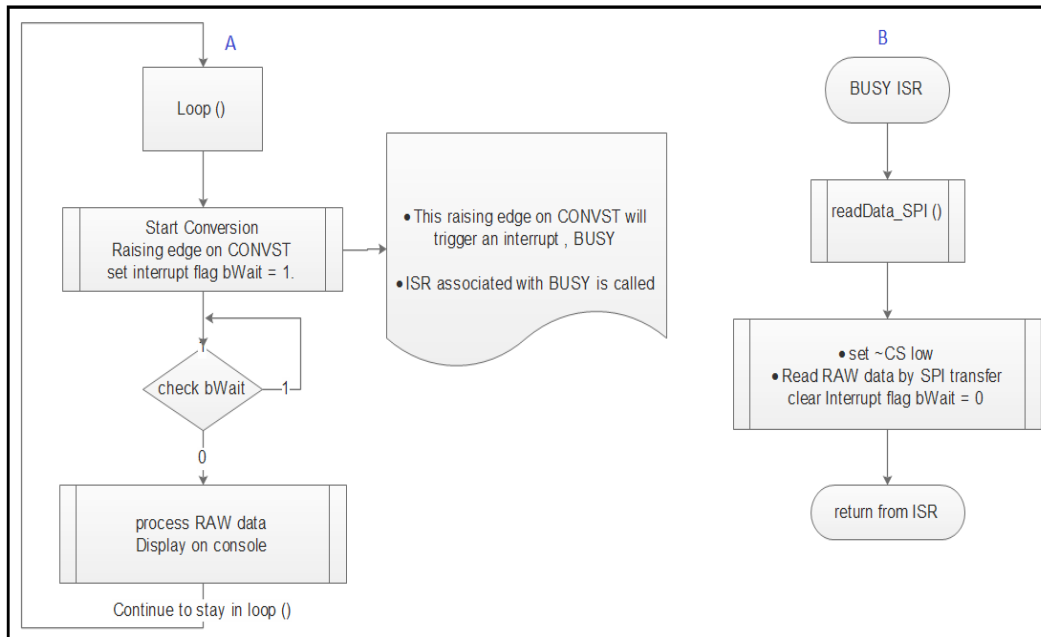 A
Loop ()
Start Conversion
Raising edge on CONVST
set interrupt flag bWait = 1.
• This raising edge on CONVST will
trigger an interrupt , BUSY
• ISR associated with BUSY is called
1
check bWait
1
0
process RAW data
Display on console
Continue to stay in loop ()
B
BUSY ISR
readData_SPI ()
• set ~CS low
• Read RAW data by SPI transfer
clear Interrupt flag bWait = 0
return from ISR